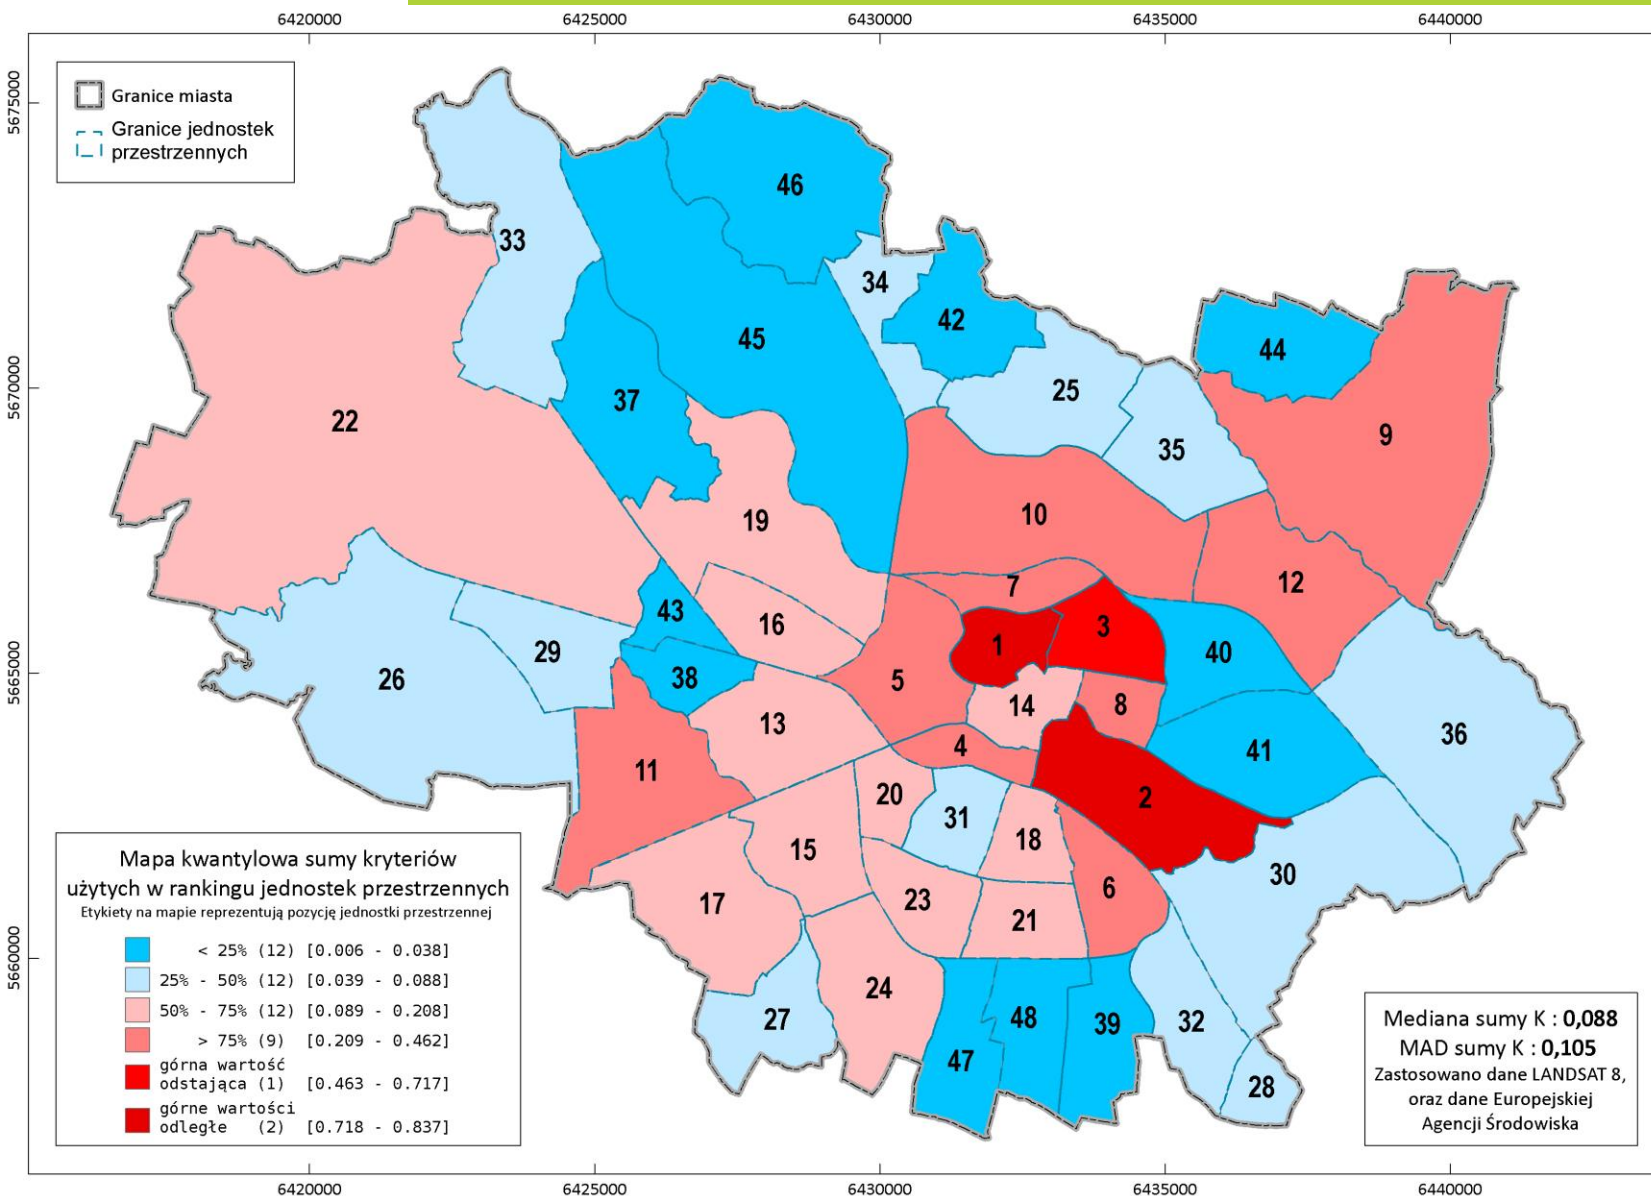 6420000 6425000 6430000 6435000 6440000
5675000
5670000
5665000
5660000
Granice miasta
Granice jednostek
przestrzennych
46
33
34
42
45
44
37
25
22
9
35
19
10
7
12
43
16
3
1
29
40
38
26
5
14
8
13
36
4
41
11
20
2
31
18
15
30
6
23
17
21
24
27
48
32
39
47
28
Mapa kwantylowa sumy kryteriów
użytych w rankingu jednostek przestrzennych
Etykiety na mapie reprezentują pozycję jednostki przestrzennej
< 25% (12) [0.006 - 0.038]
25% - 50% (12) [0.039 - 0.088]
50% - 75% (12) [0.089 - 0.208]
> 75% (9) [0.209 - 0.462]
górna wartość
odstająca (1) [0.463 - 0.717]
górne wartości
odległe (2) [0.718 - 0.837]
Mediana sumy K : 0,088
MAD sumy K : 0,105
Zastosowano dane LANDSAT 8,
oraz dane Europejskiej
Agencji Środowiska
6420000 6425000 6430000 6435000 6440000